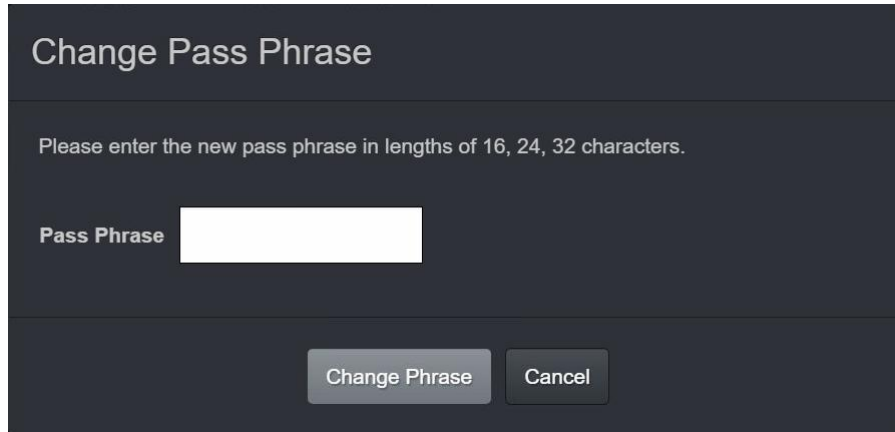 Change Pass Phrase
Please enter the new pass phrase in lengths of 16, 24, 32 characters.
Pass Phrase
Change Phrase
Cancel